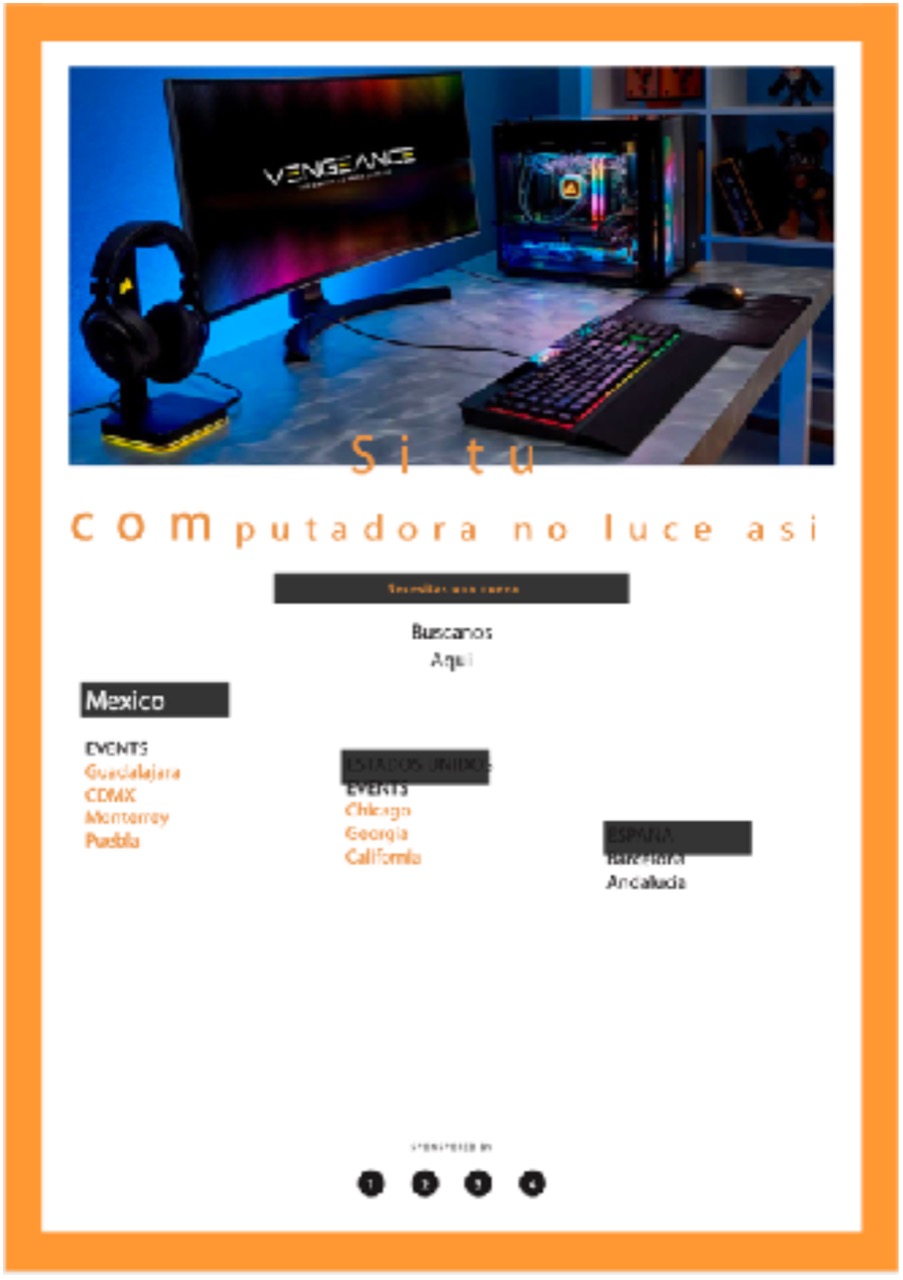 VENGEANCE
Si tu
computadora no luce asi
Necesitas una nueva
Buscanos
Aqui
Mexico
EVENTS
Guadalajara
CDMX
Monterrey
Puebla
ESTADOS UNIDOS
EVENTS
Chicago
Georgia
California
ESPANA
Barcelona
Andalucia
SPONSORED BY
1 2 3 4